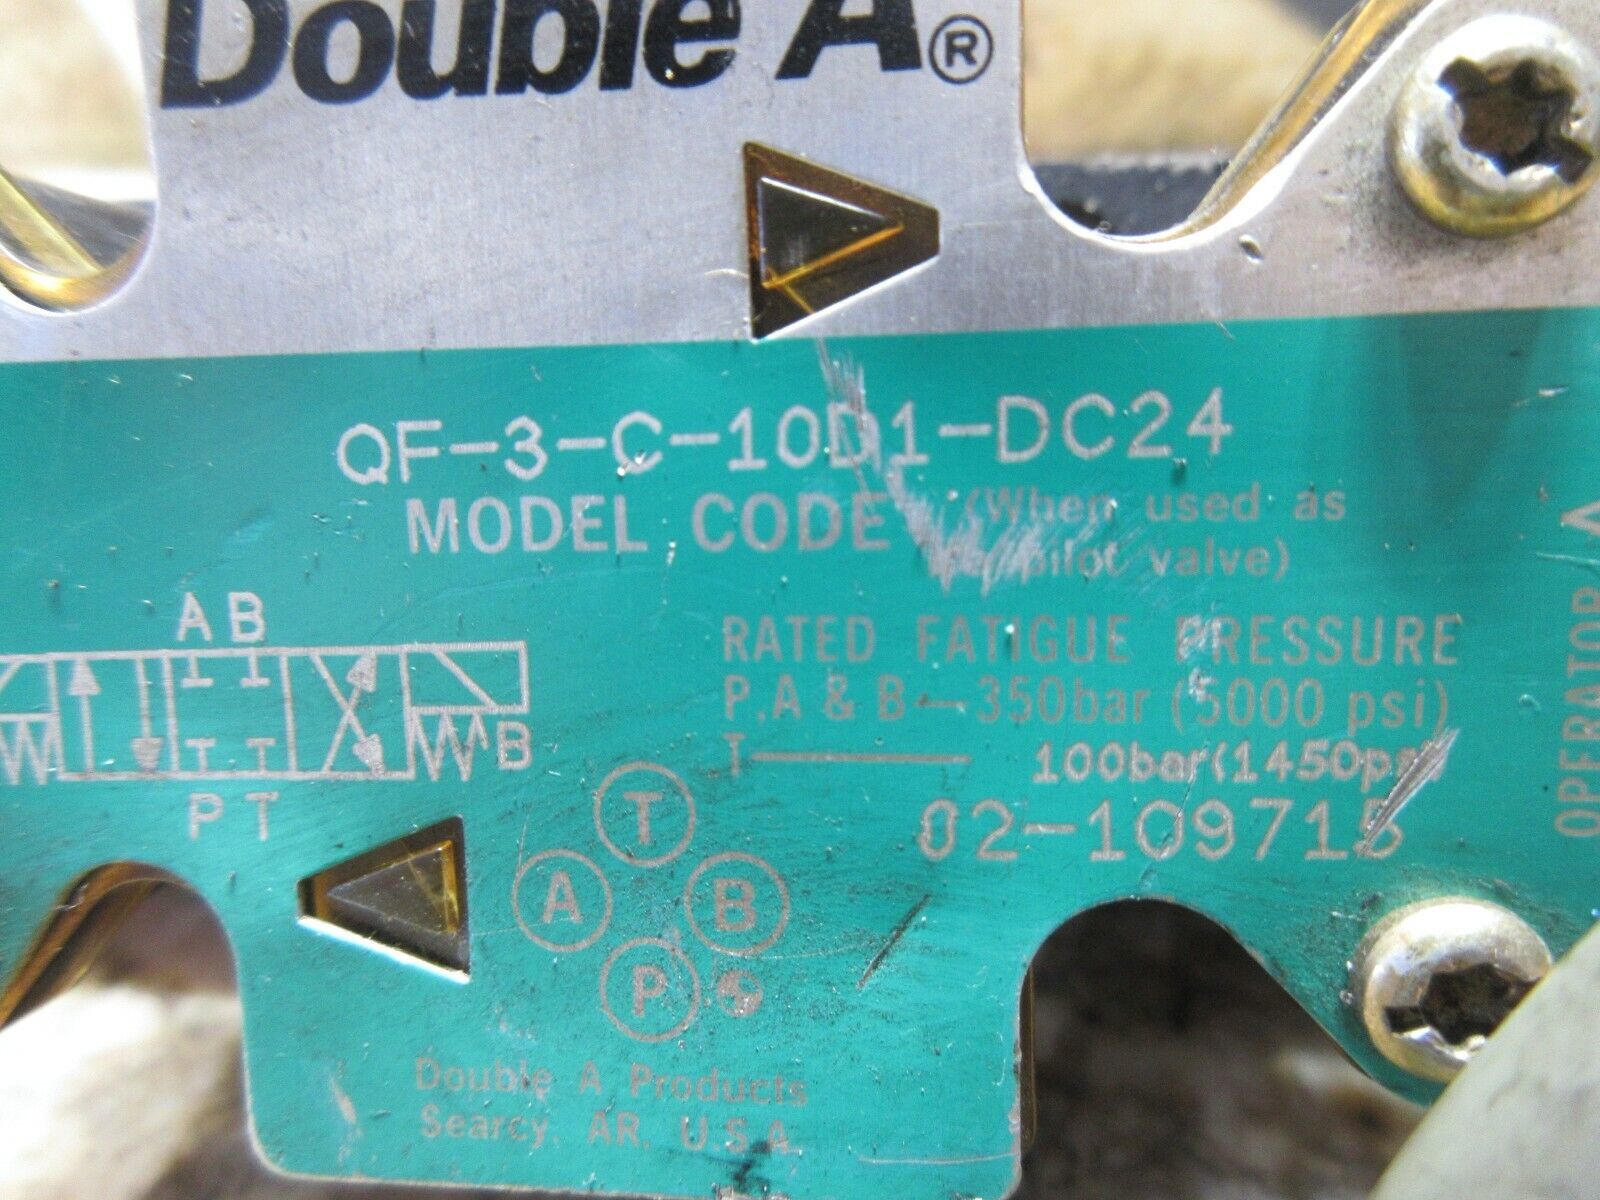 Double A®
QF-3-C-10D1-DC24
MODEL CODE (When used as
pilot valve)
A B
RATED FATIGUE PRESSURE
P,A & B — 350bar (5000 psi)
T — 100bar(1450psi)
B
P T
02-109715
OPERATOR A
T
A B
P
Double A Products
Searcy, AR, U.S.A.